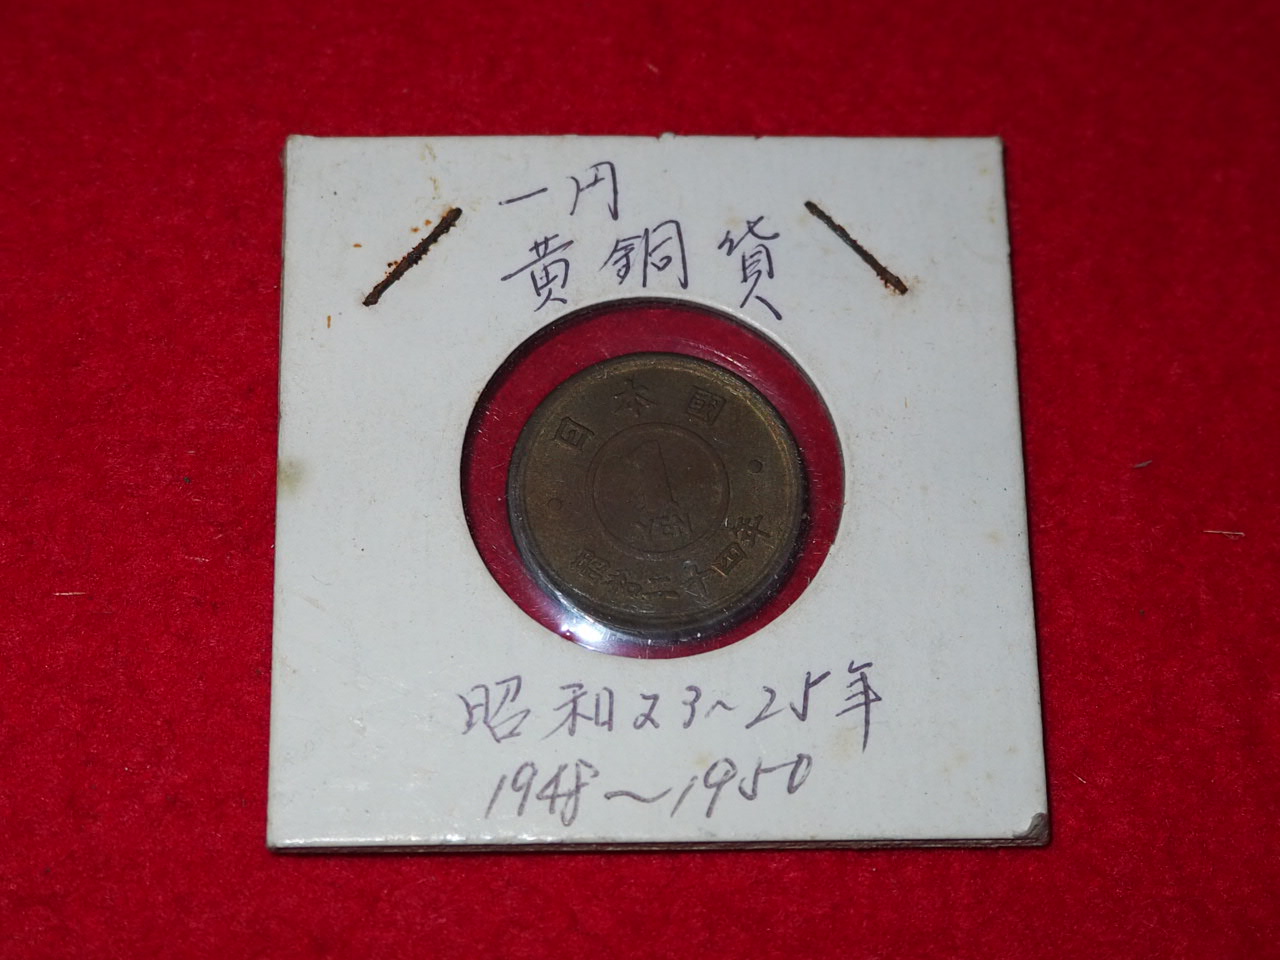 一円
黄銅貨
日本國
1
YEN
昭和二十四年
昭和23～25年
1948～1950